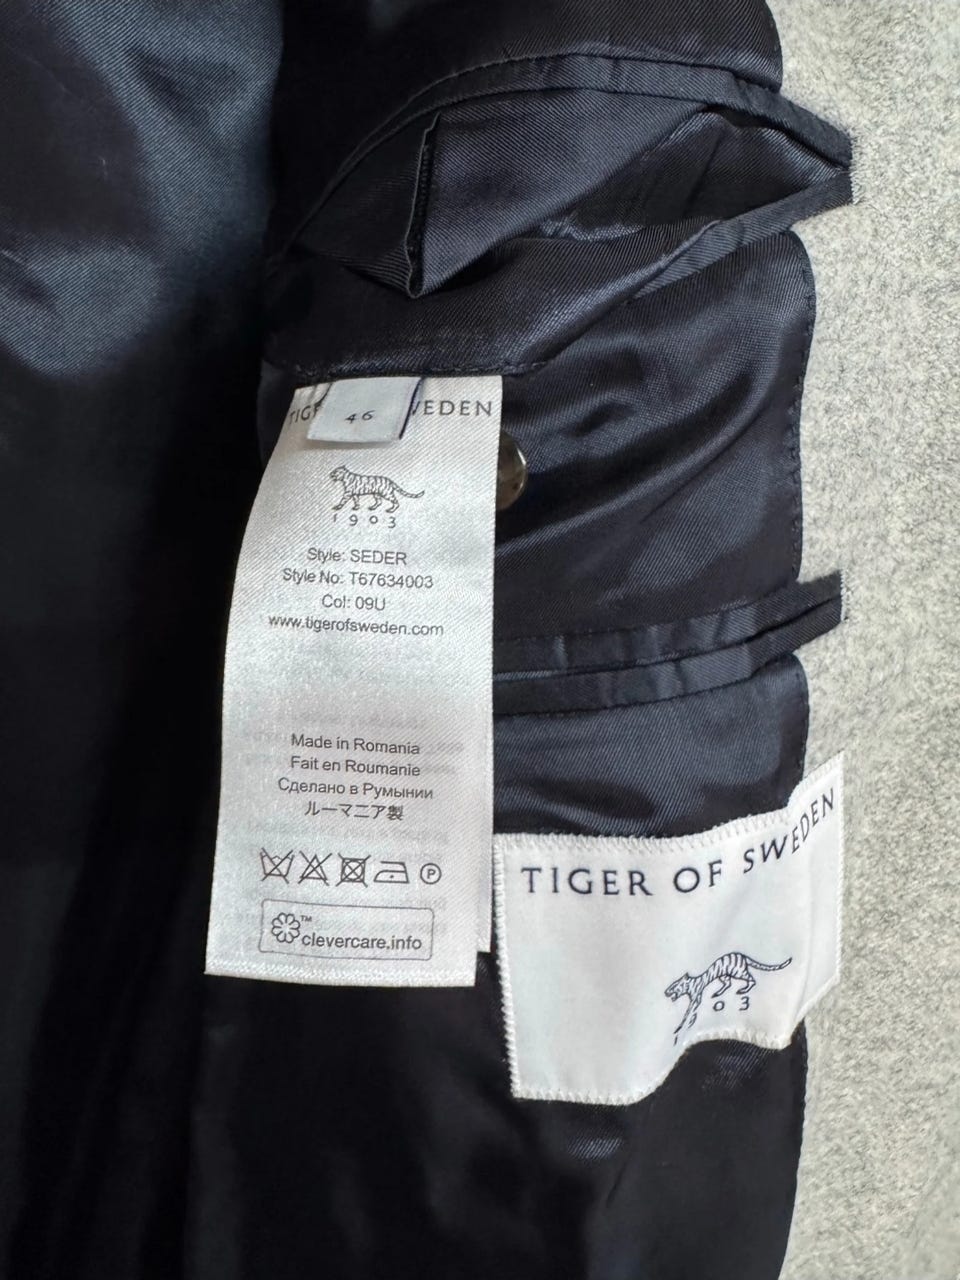 46
TIGER OF SWEDEN
1903
Style: SEDER
Style No: T67634003
Col: 09U
www.tigerofsweden.com
Made in Romania
Fait en Roumanie
Сделано в Румынии
ルーマニア製
P
™
clevercare.info
TIGER OF SWEDEN
1903